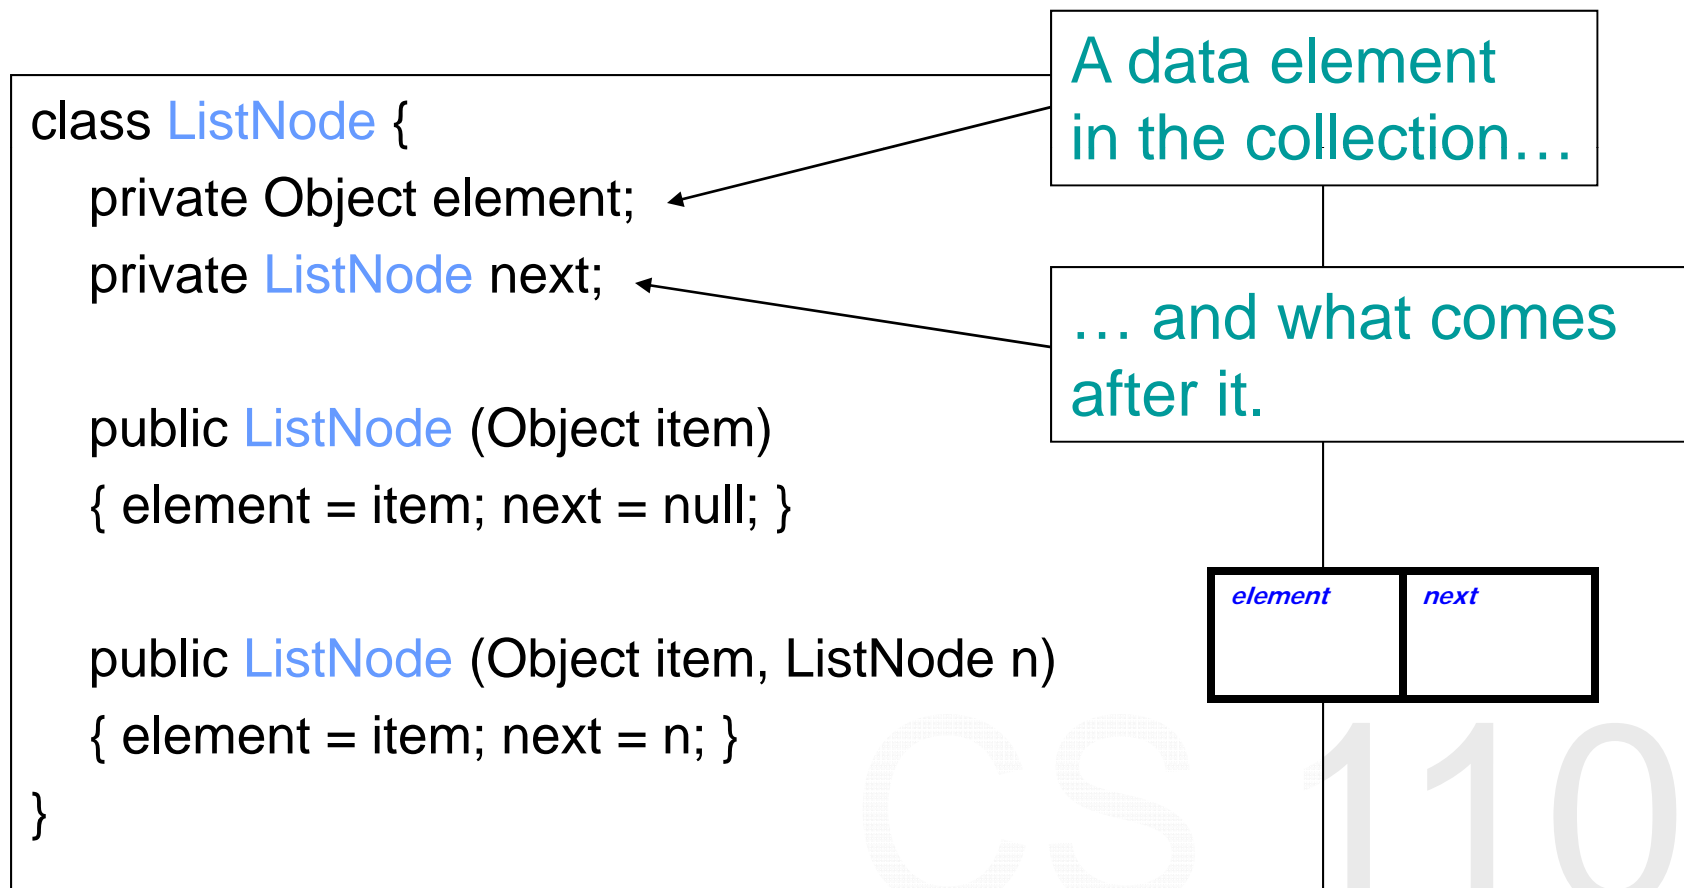 A data element
in the collection…
class ListNode {
private Object element;
private ListNode next;
… and what comes
after it.
public ListNode (Object item)
{ element = item; next = null; }
element next
public ListNode (Object item, ListNode n)
{ element = item; next = n; }
}
CS 110